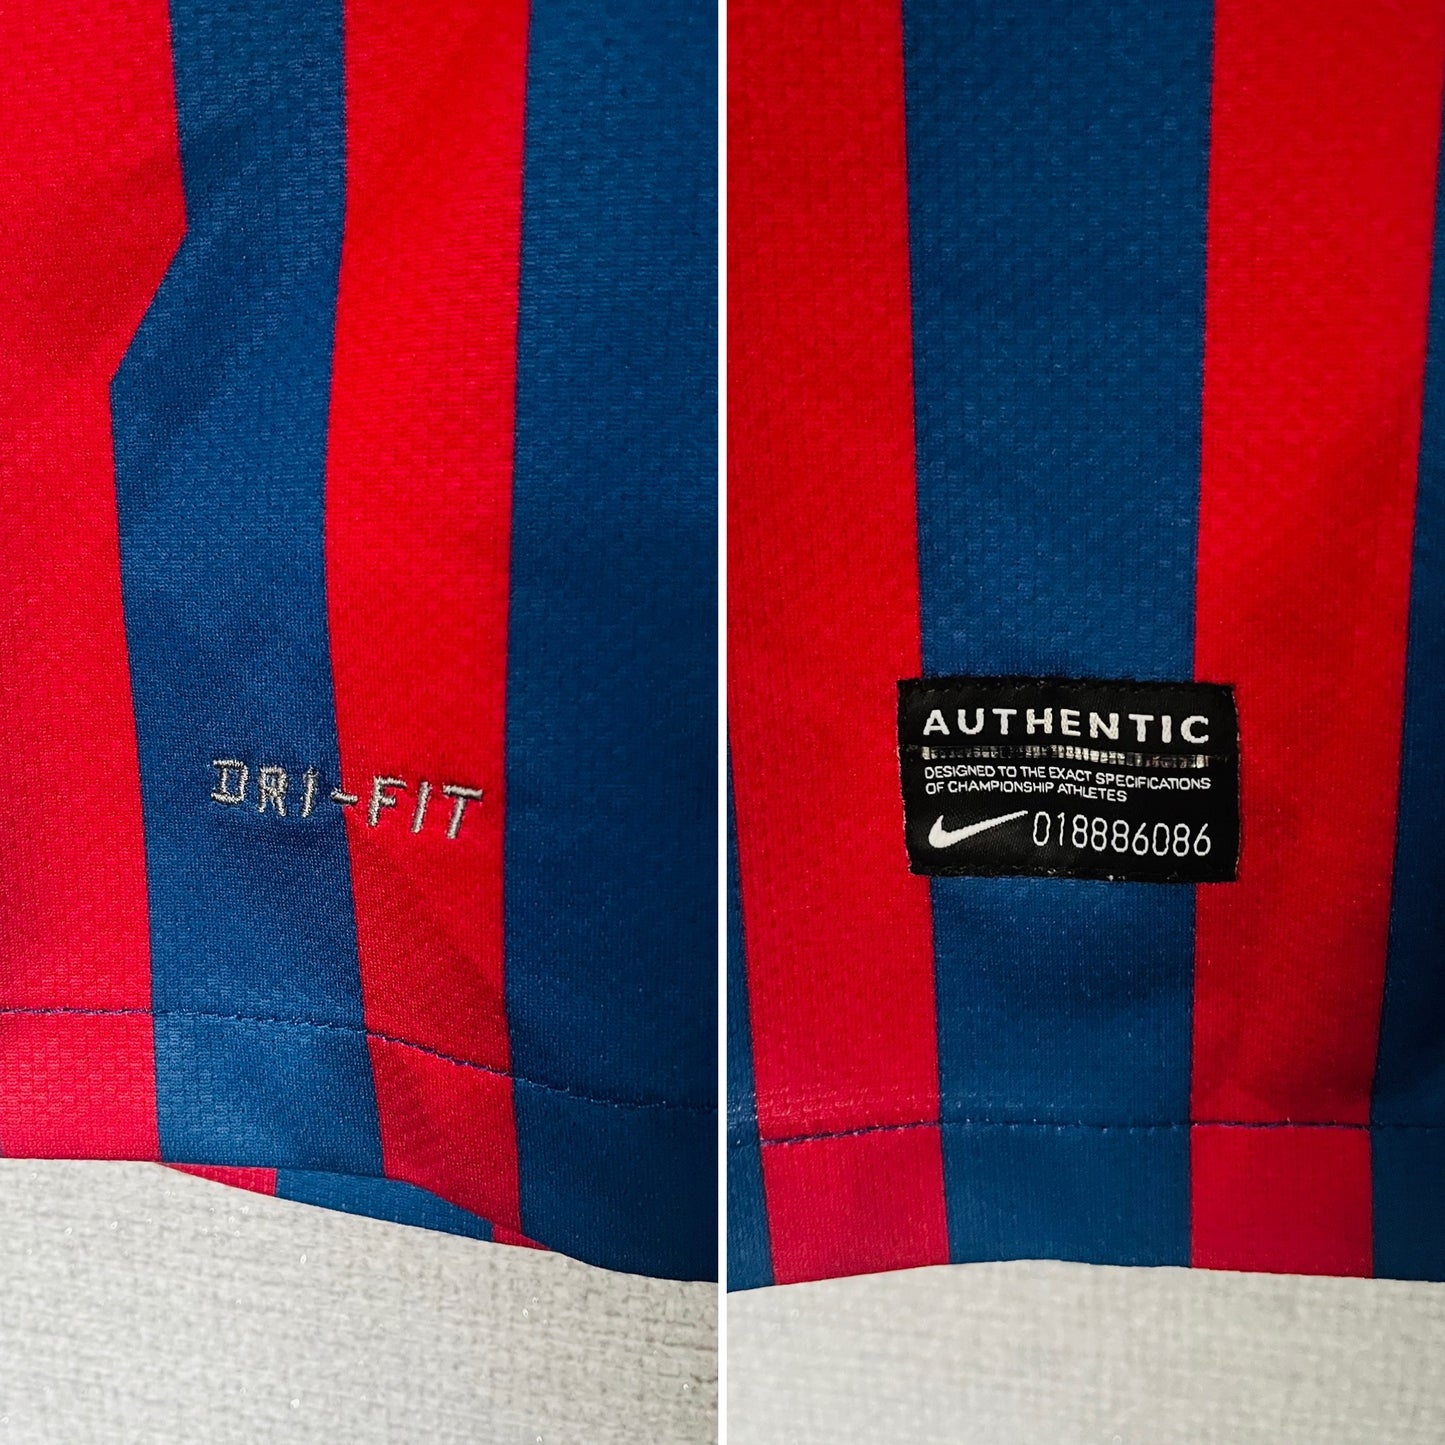 DRI-FIT
AUTHENTIC
DESIGNED TO THE EXACT SPECIFICATIONS
OF CHAMPIONSHIP ATHLETES
018886086